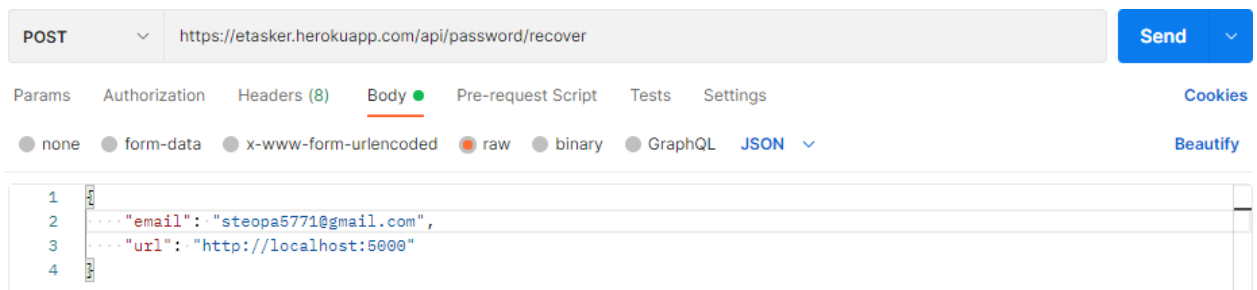 POST https://etasker.herokuapp.com/api/password/recover Send
Params Authorization Headers (8) Body Pre-request Script Tests Settings Cookies
none form-data x-www-form-urlencoded raw binary GraphQL JSON Beautify
1 {
2 "email": "steopa5771@gmail.com",
3 "url": "http://localhost:5000"
4 }